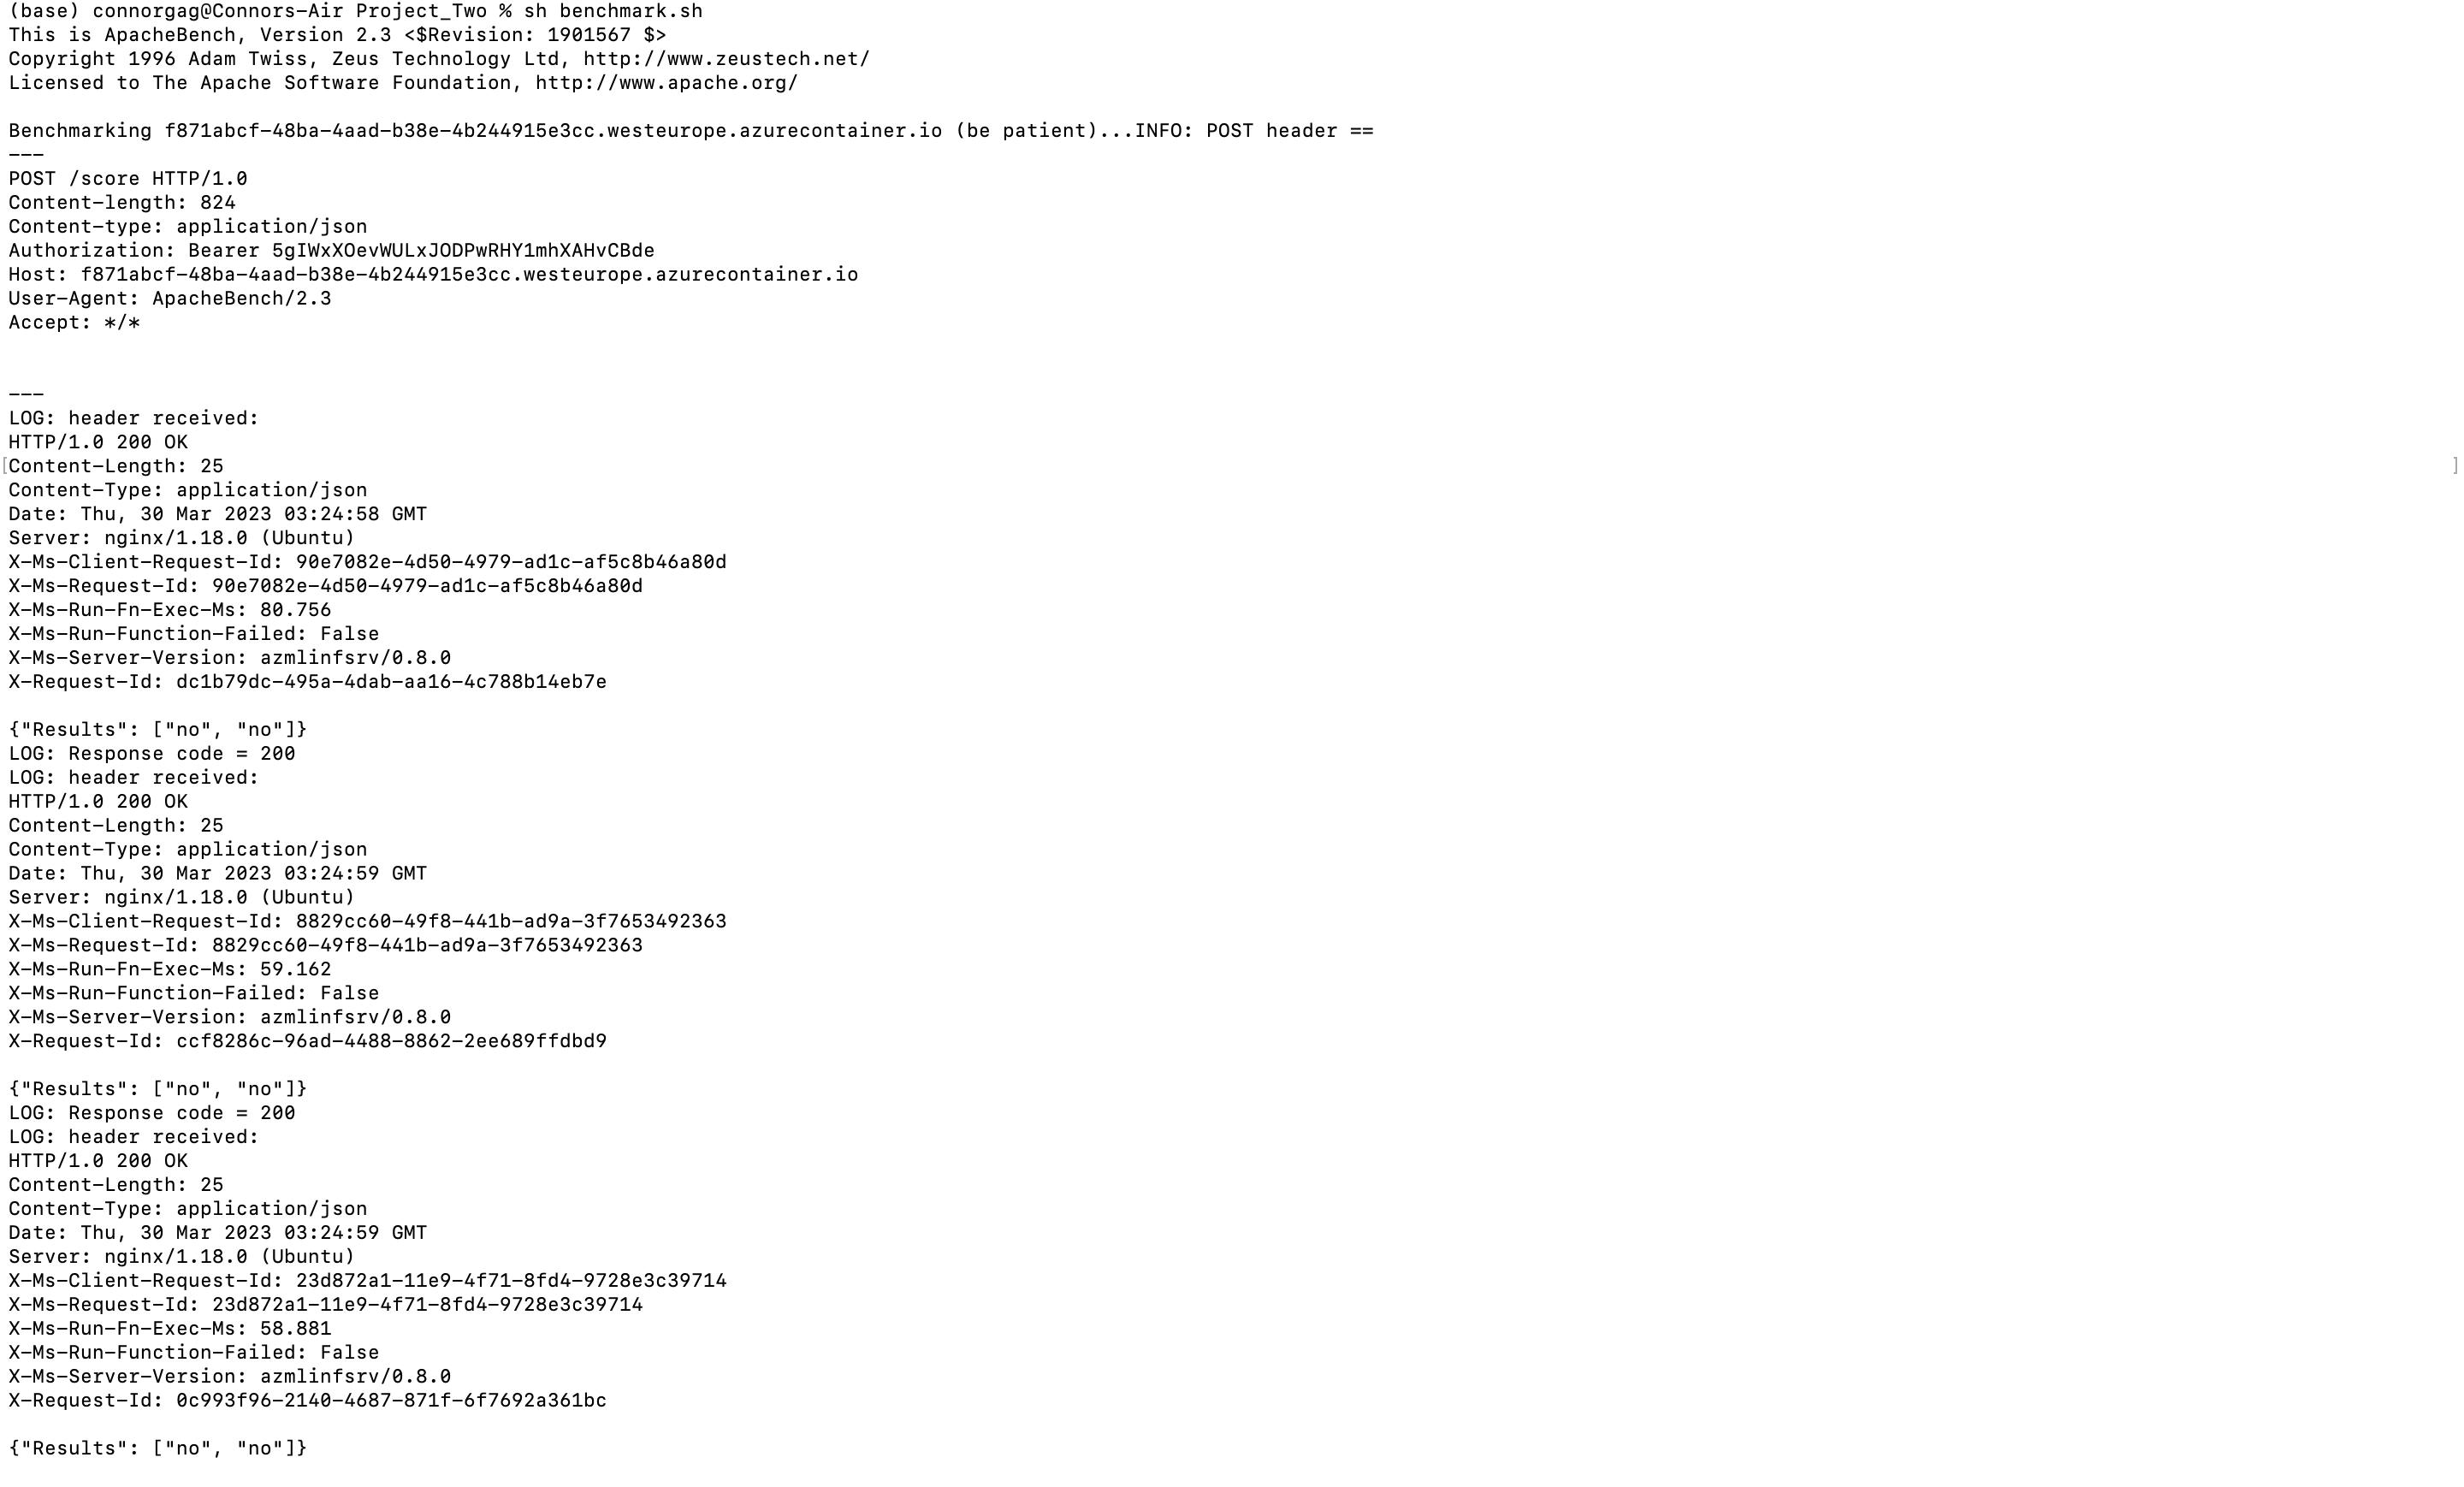 (base) connorgag@Connors-Air Project_Two % sh benchmark.sh
This is ApacheBench, Version 2.3 <$Revision: 1901567 $>
Copyright 1996 Adam Twiss, Zeus Technology Ltd, http://www.zeustech.net/
Licensed to The Apache Software Foundation, http://www.apache.org/

Benchmarking f871abcf-48ba-4aad-b38e-4b244915e3cc.westeurope.azurecontainer.io (be patient)...INFO: POST header ==
---
POST /score HTTP/1.0
Content-length: 824
Content-type: application/json
Authorization: Bearer 5gIWxXOevWULxJODPwRHY1mhXAHvCBde
Host: f871abcf-48ba-4aad-b38e-4b244915e3cc.westeurope.azurecontainer.io
User-Agent: ApacheBench/2.3
Accept: */*


---
LOG: header received:
HTTP/1.0 200 OK
[Content-Length: 25 ]
Content-Type: application/json
Date: Thu, 30 Mar 2023 03:24:58 GMT
Server: nginx/1.18.0 (Ubuntu)
X-Ms-Client-Request-Id: 90e7082e-4d50-4979-ad1c-af5c8b46a80d
X-Ms-Request-Id: 90e7082e-4d50-4979-ad1c-af5c8b46a80d
X-Ms-Run-Fn-Exec-Ms: 80.756
X-Ms-Run-Function-Failed: False
X-Ms-Server-Version: azmlinfsrv/0.8.0
X-Request-Id: dc1b79dc-495a-4dab-aa16-4c788b14eb7e

{"Results": ["no", "no"]}
LOG: Response code = 200
LOG: header received:
HTTP/1.0 200 OK
Content-Length: 25
Content-Type: application/json
Date: Thu, 30 Mar 2023 03:24:59 GMT
Server: nginx/1.18.0 (Ubuntu)
X-Ms-Client-Request-Id: 8829cc60-49f8-441b-ad9a-3f7653492363
X-Ms-Request-Id: 8829cc60-49f8-441b-ad9a-3f7653492363
X-Ms-Run-Fn-Exec-Ms: 59.162
X-Ms-Run-Function-Failed: False
X-Ms-Server-Version: azmlinfsrv/0.8.0
X-Request-Id: ccf8286c-96ad-4488-8862-2ee689ffdbd9

{"Results": ["no", "no"]}
LOG: Response code = 200
LOG: header received:
HTTP/1.0 200 OK
Content-Length: 25
Content-Type: application/json
Date: Thu, 30 Mar 2023 03:24:59 GMT
Server: nginx/1.18.0 (Ubuntu)
X-Ms-Client-Request-Id: 23d872a1-11e9-4f71-8fd4-9728e3c39714
X-Ms-Request-Id: 23d872a1-11e9-4f71-8fd4-9728e3c39714
X-Ms-Run-Fn-Exec-Ms: 58.881
X-Ms-Run-Function-Failed: False
X-Ms-Server-Version: azmlinfsrv/0.8.0
X-Request-Id: 0c993f96-2140-4687-871f-6f7692a361bc

{"Results": ["no", "no"]}